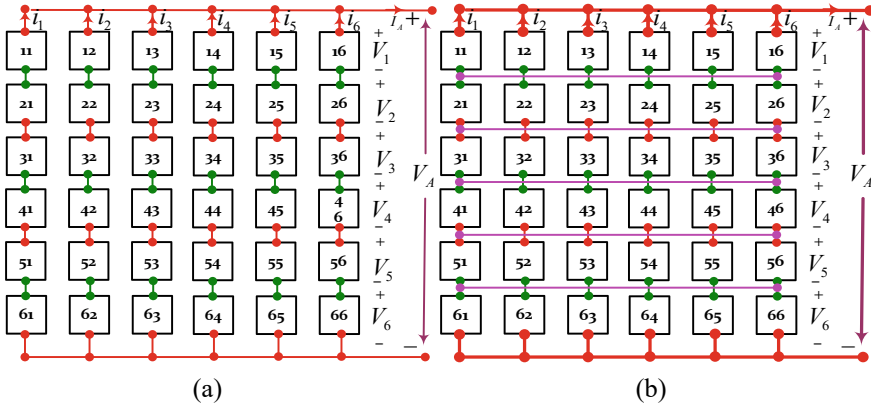 i1 i2 i3 i4 i5 i6 IA + i1 i2 i3 i4 i5 i6 IA +
11 12 13 14 15 16 + V1 - 11 12 13 14 15 16 + V1 -
21 22 23 24 25 26 + V2 - 21 22 23 24 25 26 + V2 -
31 32 33 34 35 36 + V3 - 31 32 33 34 35 36 + V3 -
VA VA
41 42 43 44 45 46 + V4 - 41 42 43 44 45 46 + V4 -
51 52 53 54 55 56 + V5 - 51 52 53 54 55 56 + V5 -
61 62 63 64 65 66 + V6 - 61 62 63 64 65 66 + V6 -
− −
(a) (b)